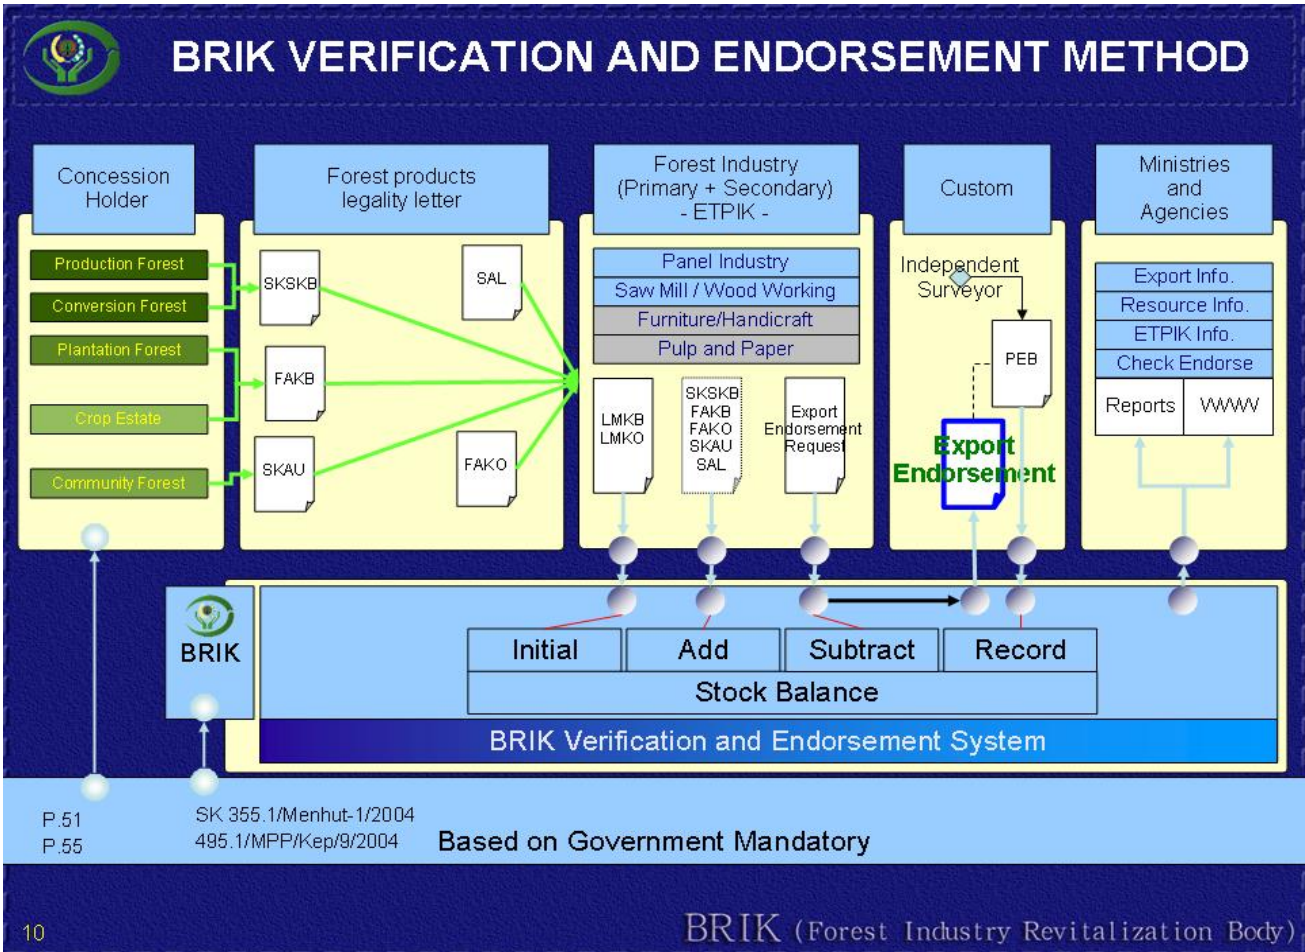 BRIK VERIFICATION AND ENDORSEMENT METHOD
Concession
Holder
Production Forest
Conversion Forest
Plantation Forest
Crop Estate
Community Forest
Forest products
legality letter
SKSKB
SAL
FAKB
SKAU
FAKO
Forest Industry
(Primary + Secondary)
- ETPIK -
Panel Industry
Saw Mill / Wood Working
Furniture/Handicraft
Pulp and Paper
LMKB
LMKO
SKSKB
FAKB
FAKO
SKAU
SAL
Export
Endorsement
Request
Custom
Independent
Surveyor
PEB
Export
Endorsement
Ministries
and
Agencies
Export Info.
Resource Info.
ETPIK Info.
Check Endorse
Reports
WWW
BRIK
Initial
Add
Subtract
Record
Stock Balance
BRIK Verification and Endorsement System
P.51
P.55
SK 355.1/Menhut-1/2004
495.1/MPP/Kep/9/2004
Based on Government Mandatory
10
BRIK (Forest Industry Revitalization Body)